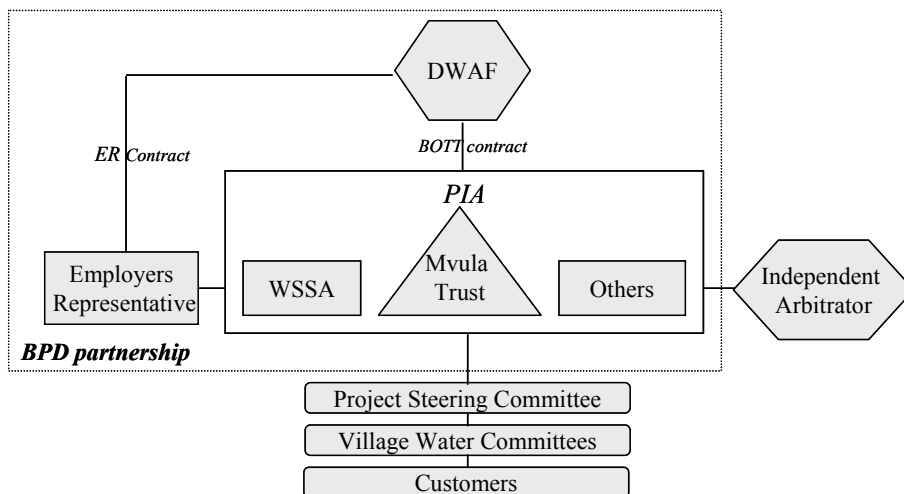 DWAF
ER Contract
BOTT contract
PIA
Employers
Representative
WSSA
Mvula
Trust
Others
Independent
Arbitrator
BPD partnership
Project Steering Committee
Village Water Committees
Customers